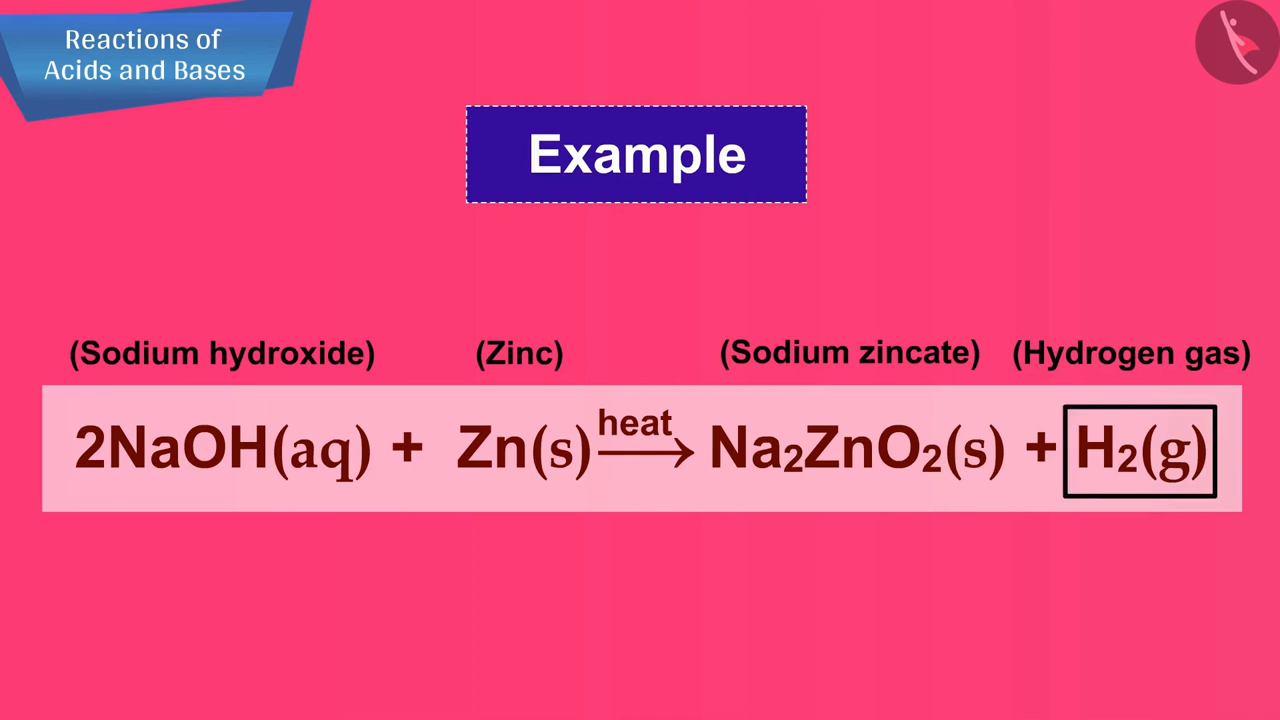 Reactions of
Acids and Bases
Example
(Sodium hydroxide) (Zinc) (Sodium zincate) (Hydrogen gas)
heat
2NaOH(aq) + Zn(s) ⟶ Na₂ZnO₂(s) + H₂(g)